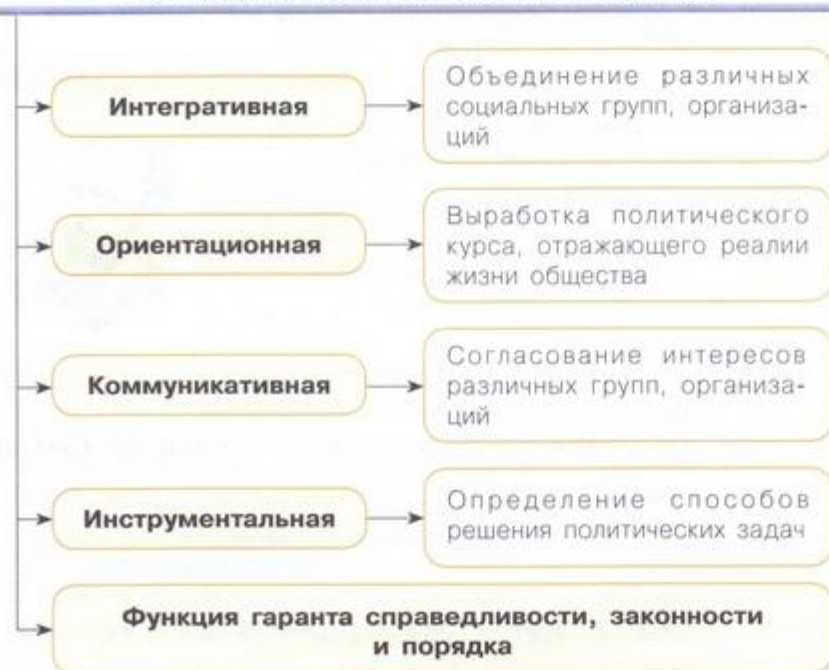 Интегративная
Объединение различных
социальных групп, организа-
ций
Ориентационная
Выработка политического
курса, отражающего реалии
жизни общества
Коммуникативная
Согласование интересов
различных групп, организа-
ций
Инструментальная
Определение способов
решения политических задач
Функция гаранта справедливости, законности
и порядка